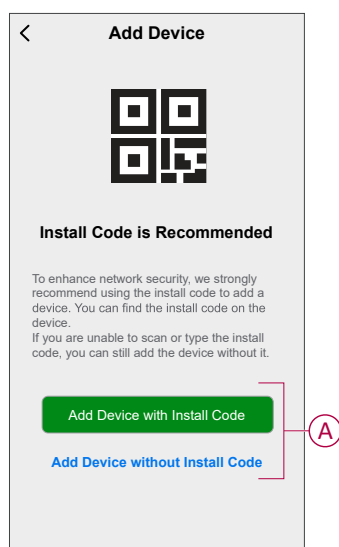 Add Device
Install Code is Recommended
To enhance network security, we strongly
recommend using the install code to add a
device. You can find the install code on the
device.
If you are unable to scan or type the install
code, you can still add the device without it.
Add Device with Install Code
A
Add Device without Install Code